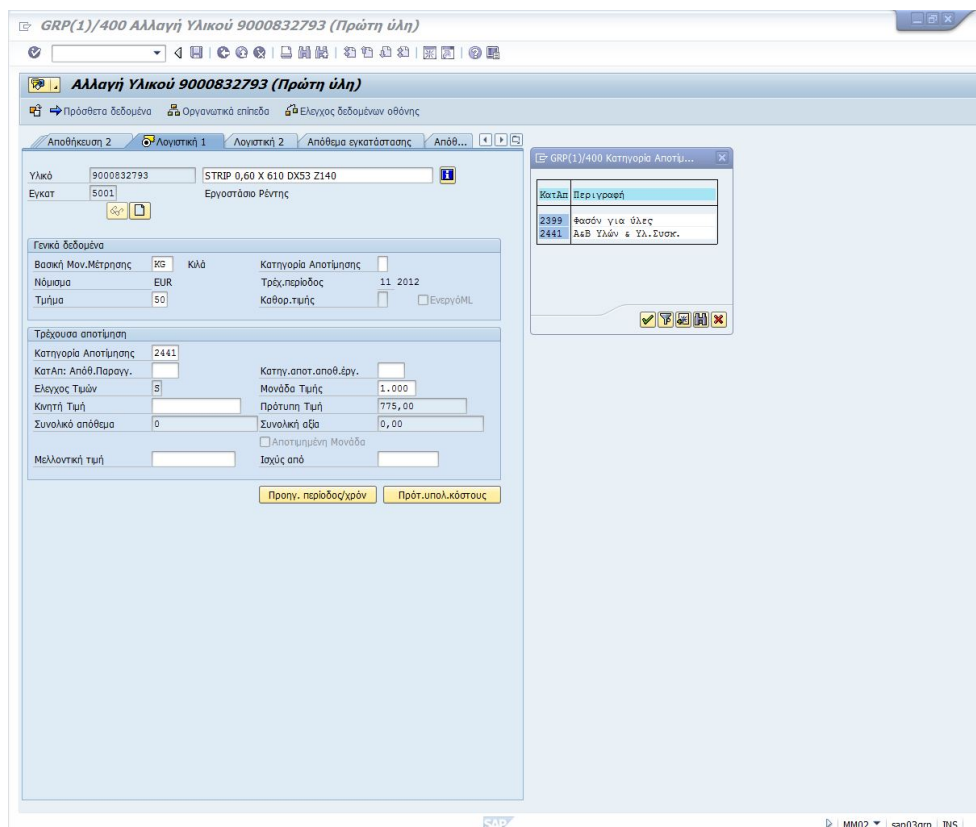 GRP(1)/400 Αλλαγή Υλικού 9000832793 (Πρώτη ύλη)
Αλλαγή Υλικού 9000832793 (Πρώτη ύλη)
Πρόσθετα δεδομένα Οργανωτικά επίπεδα Ελεγχος δεδομένων οθόνης
Αποθήκευση 2 Λογιστική 1 Λογιστική 2 Απόθεμα εγκατάστασης Απόθ...
Υλικό 9000832793 STRIP 0,60 X 610 DX53 Z140
Εγκατ 5001 Εργοστάσιο Ρέντης
Γενικά δεδομένα
Βασική Μον.Μέτρησης KG Κιλά Κατηγορία Αποτίμησης
Νόμισμα EUR Τρέχ.περίοδος 11 2012
Τμήμα 50 Καθορ.τιμής ΕνεργόML
Τρέχουσα αποτίμηση
Κατηγορία Αποτίμησης 2441
ΚατΑπ: Απόθ.Παραγγ. Κατηγ.αποτ.αποθ.έργ.
Ελεγχος Τιμών S Μονάδα Τιμής 1.000
Κινητή Τιμή Πρότυπη Τιμή 775,00
Συνολικό απόθεμα 0 Συνολική αξία 0,00
Αποτιμημένη Μονάδα
Μελλοντική τιμή Ισχύς από
Προηγ. περίοδος/χρόν Πρότ.υπολ.κόστους
GRP(1)/400 Κατηγορία Αποτίμ...
ΚατΑπ Περιγραφή
2399 Φασόν για ύλες
2441 Α&Β Υλών & Υλ.Συσκ.
SAP
MM02 sap03grp INS